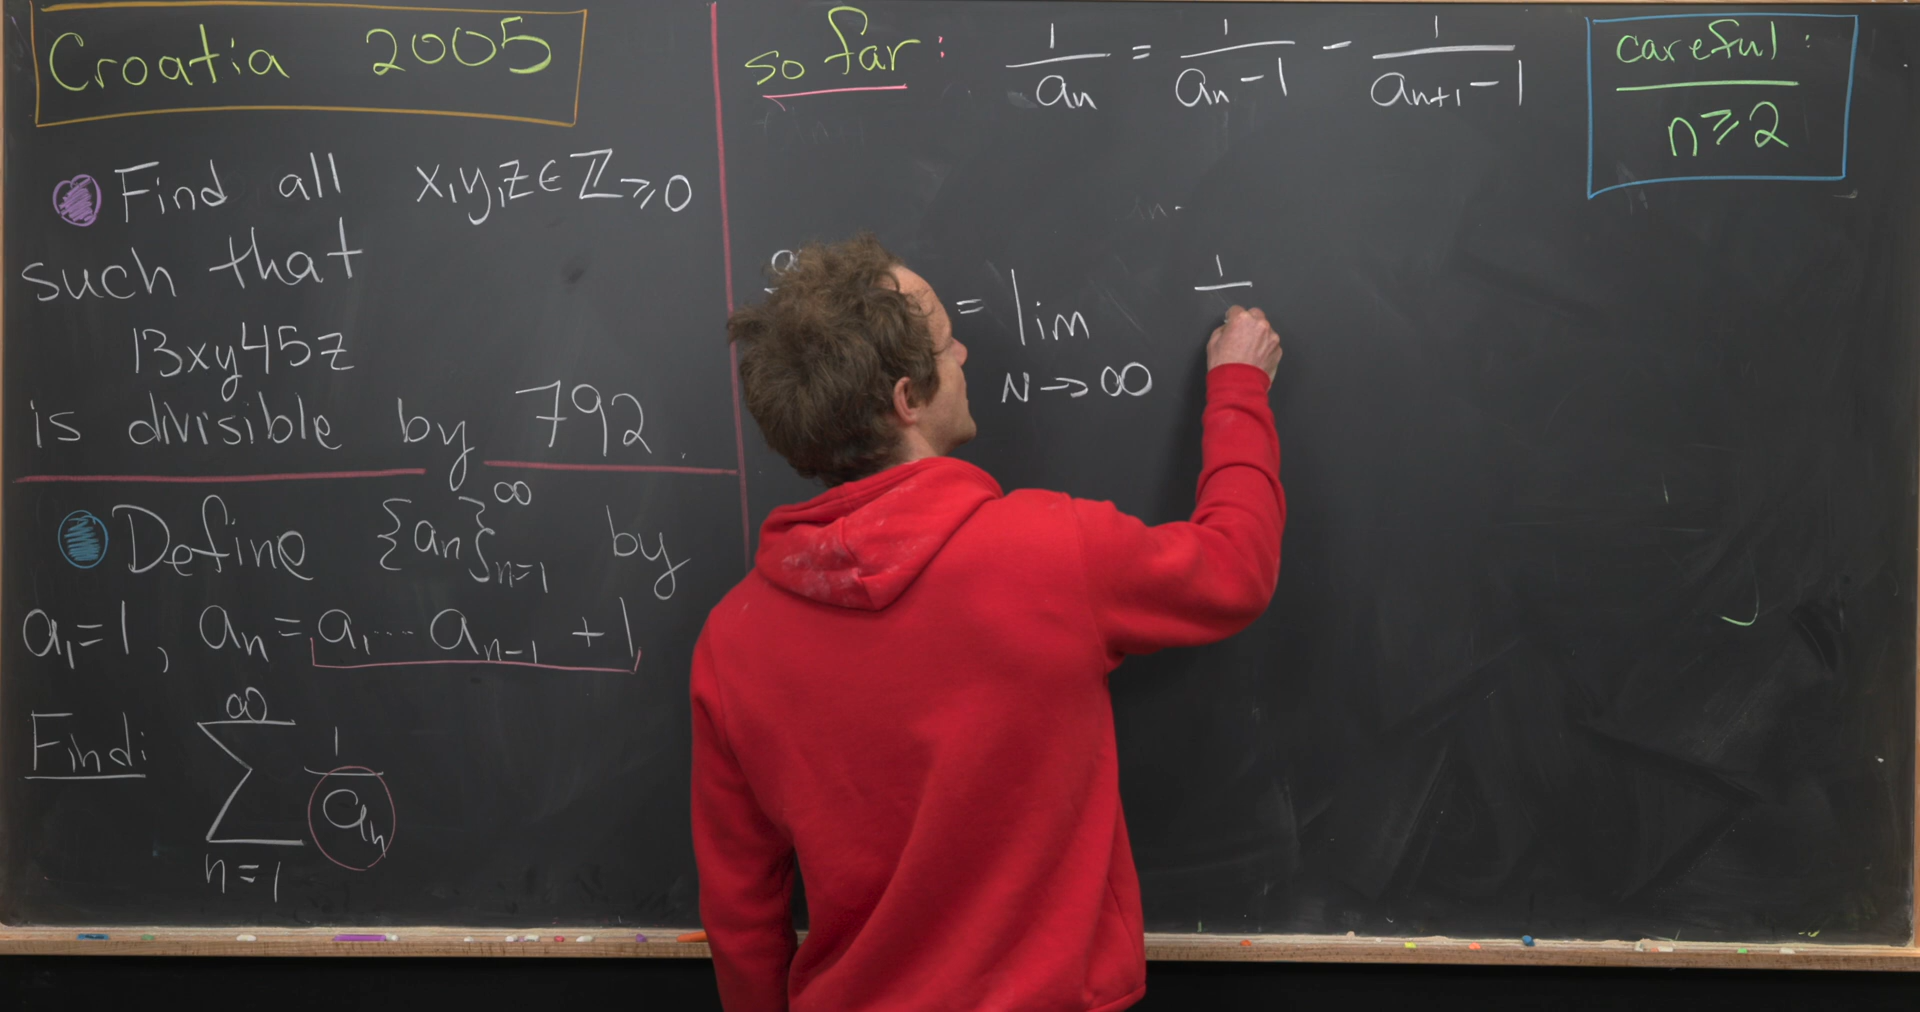 Croatia 2005
Find all x,y,z∈ℤ≥0
such that
13xy45z
is divisible by 792.
Define {aₙ}ₙ₌₁^∞ by
a₁=1, aₙ=a₁⋯aₙ₋₁+1
Find: ∑ₙ₌₁^∞ 1/aₙ
so far: 1/aₙ = 1/(aₙ-1) - 1/(aₙ₊₁-1)
careful:
n≥2
= lim N→∞ 1/